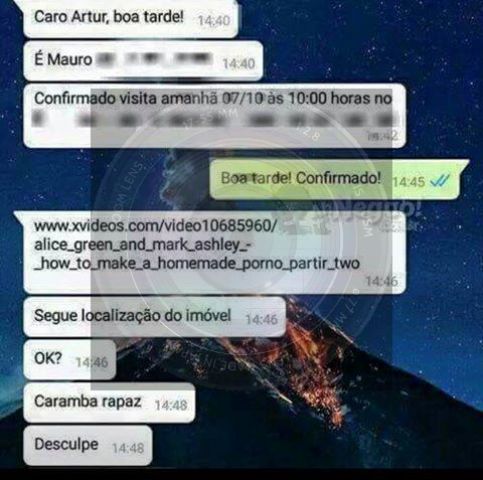 Caro Artur, boa tarde! 14:40
É Mauro 14:40
Confirmado visita amanhã 07/10 às 10:00 horas no
14:42
Boa tarde! Confirmado! 14:45
www.xvideos.com/video10685960/
alice_green_and_mark_ashley_-
_how_to_make_a_homemade_porno_partir_two
14:46
Segue localização do imóvel 14:46
OK? 14:46
Caramba rapaz 14:48
Desculpe 14:48
AhNegão!